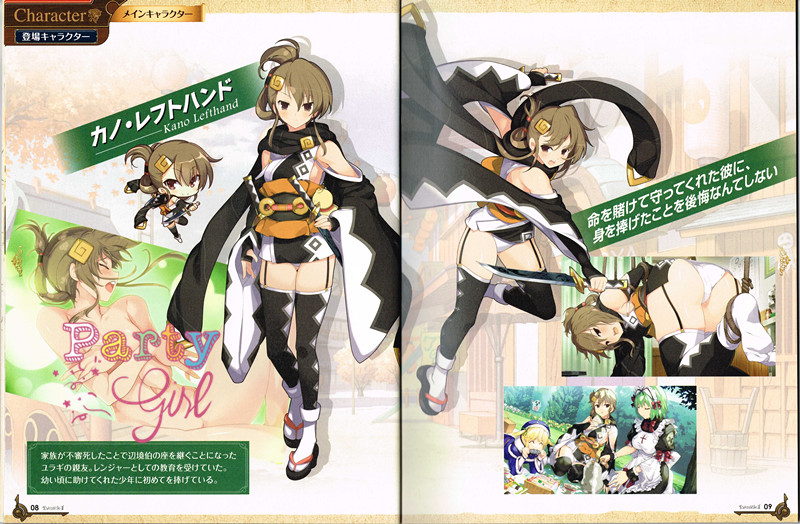 Character
メインキャラクター
登場キャラクター
カノ・レフトハンド
Kano Lefthand
Party
Girl
家族が不審死したことで辺境伯の座を継ぐことになった
ユラギの親友。レンジャーとしての教育を受けていた。
幼い頃に助けてくれた少年に初めてを捧げている。
08
命を賭けて守ってくれた彼に、
身を捧げたことを後悔なんてしない
09